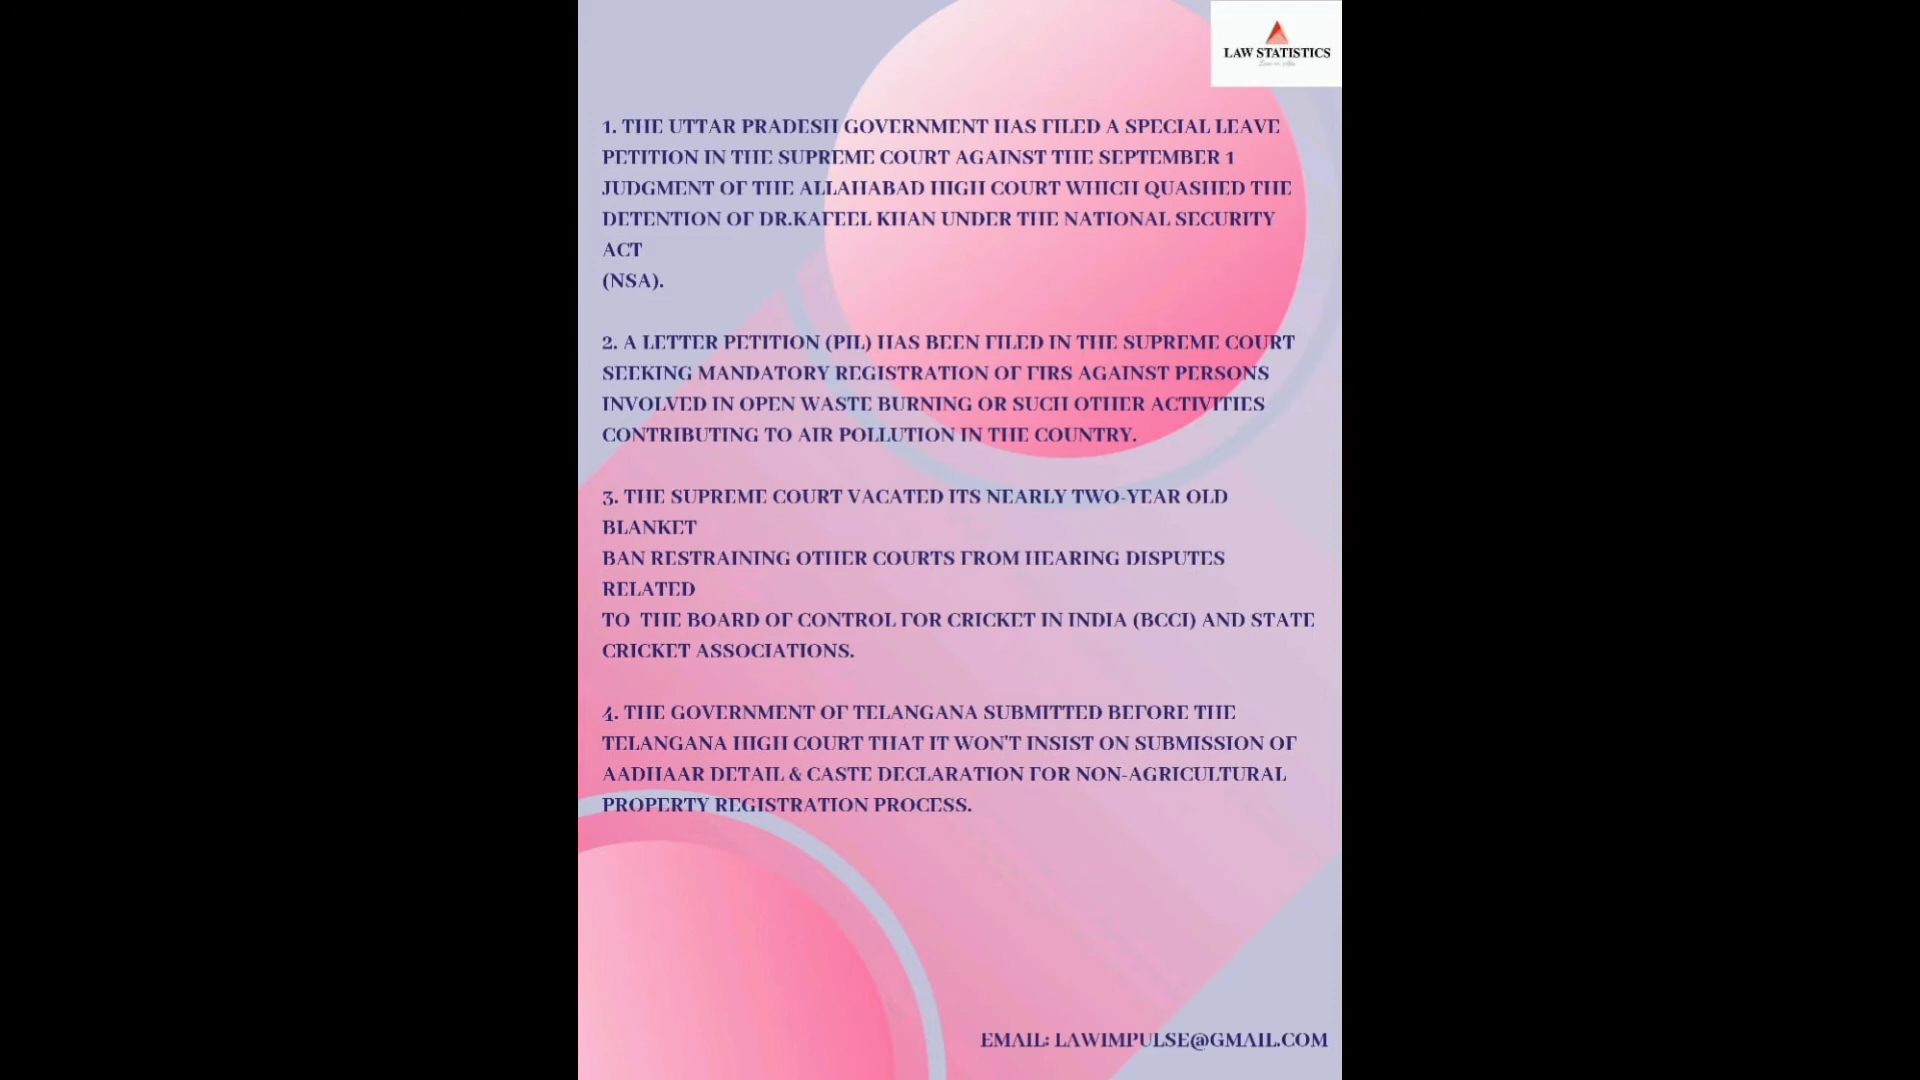 LAW STATISTICS
1. THE UTTAR PRADESH GOVERNMENT HAS FILED A SPECIAL LEAVE
PETITION IN THE SUPREME COURT AGAINST THE SEPTEMBER 1
JUDGMENT OF THE ALLAHABAD HIGH COURT WHICH QUASHED THE
DETENTION OF DR.KAFEEL KHAN UNDER THE NATIONAL SECURITY
ACT
(NSA).
2. A LETTER PETITION (PIL) HAS BEEN FILED IN THE SUPREME COURT
SEEKING MANDATORY REGISTRATION OF FIRS AGAINST PERSONS
INVOLVED IN OPEN WASTE BURNING OR SUCH OTHER ACTIVITIES
CONTRIBUTING TO AIR POLLUTION IN THE COUNTRY.
3. THE SUPREME COURT VACATED ITS NEARLY TWO-YEAR OLD
BLANKET
BAN RESTRAINING OTHER COURTS FROM HEARING DISPUTES
RELATED
TO THE BOARD OF CONTROL FOR CRICKET IN INDIA (BCCI) AND STATE
CRICKET ASSOCIATIONS.
4. THE GOVERNMENT OF TELANGANA SUBMITTED BEFORE THE
TELANGANA HIGH COURT THAT IT WON'T INSIST ON SUBMISSION OF
AADHAAR DETAIL & CASTE DECLARATION FOR NON-AGRICULTURAL
PROPERTY REGISTRATION PROCESS.
EMAIL: LAWIMPULSE@GMAIL.COM